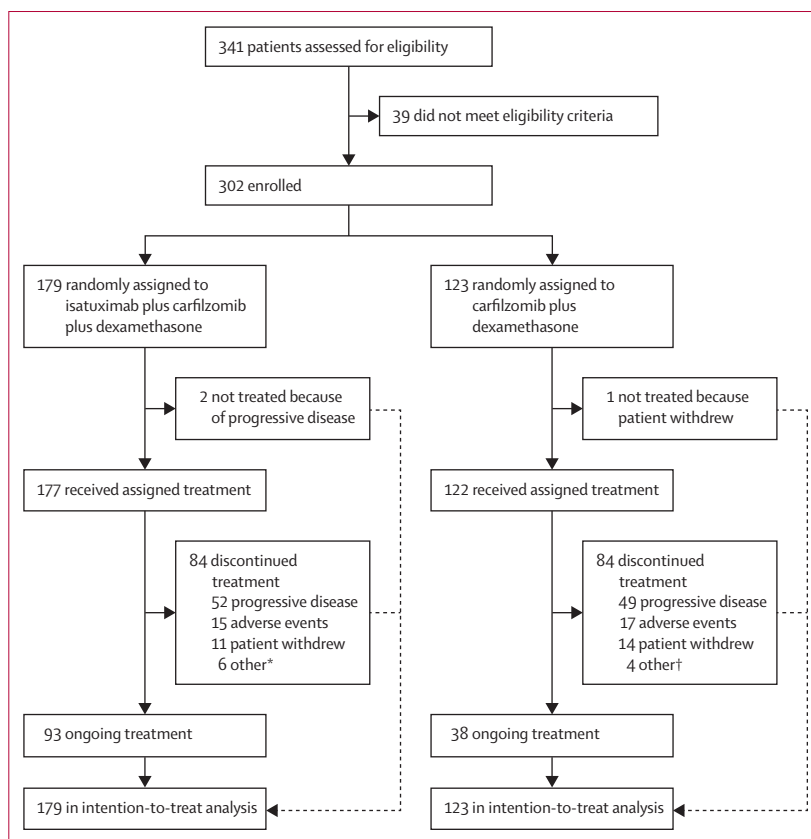 341 patients assessed for eligibility
39 did not meet eligibility criteria
302 enrolled
179 randomly assigned to
isatuximab plus carfilzomib
plus dexamethasone
123 randomly assigned to
carfilzomib plus
dexamethasone
2 not treated because
of progressive disease
1 not treated because
patient withdrew
177 received assigned treatment
122 received assigned treatment
84 discontinued
treatment
52 progressive disease
15 adverse events
11 patient withdrew
6 other*
84 discontinued
treatment
49 progressive disease
17 adverse events
14 patient withdrew
4 other†
93 ongoing treatment
38 ongoing treatment
179 in intention-to-treat analysis
123 in intention-to-treat analysis